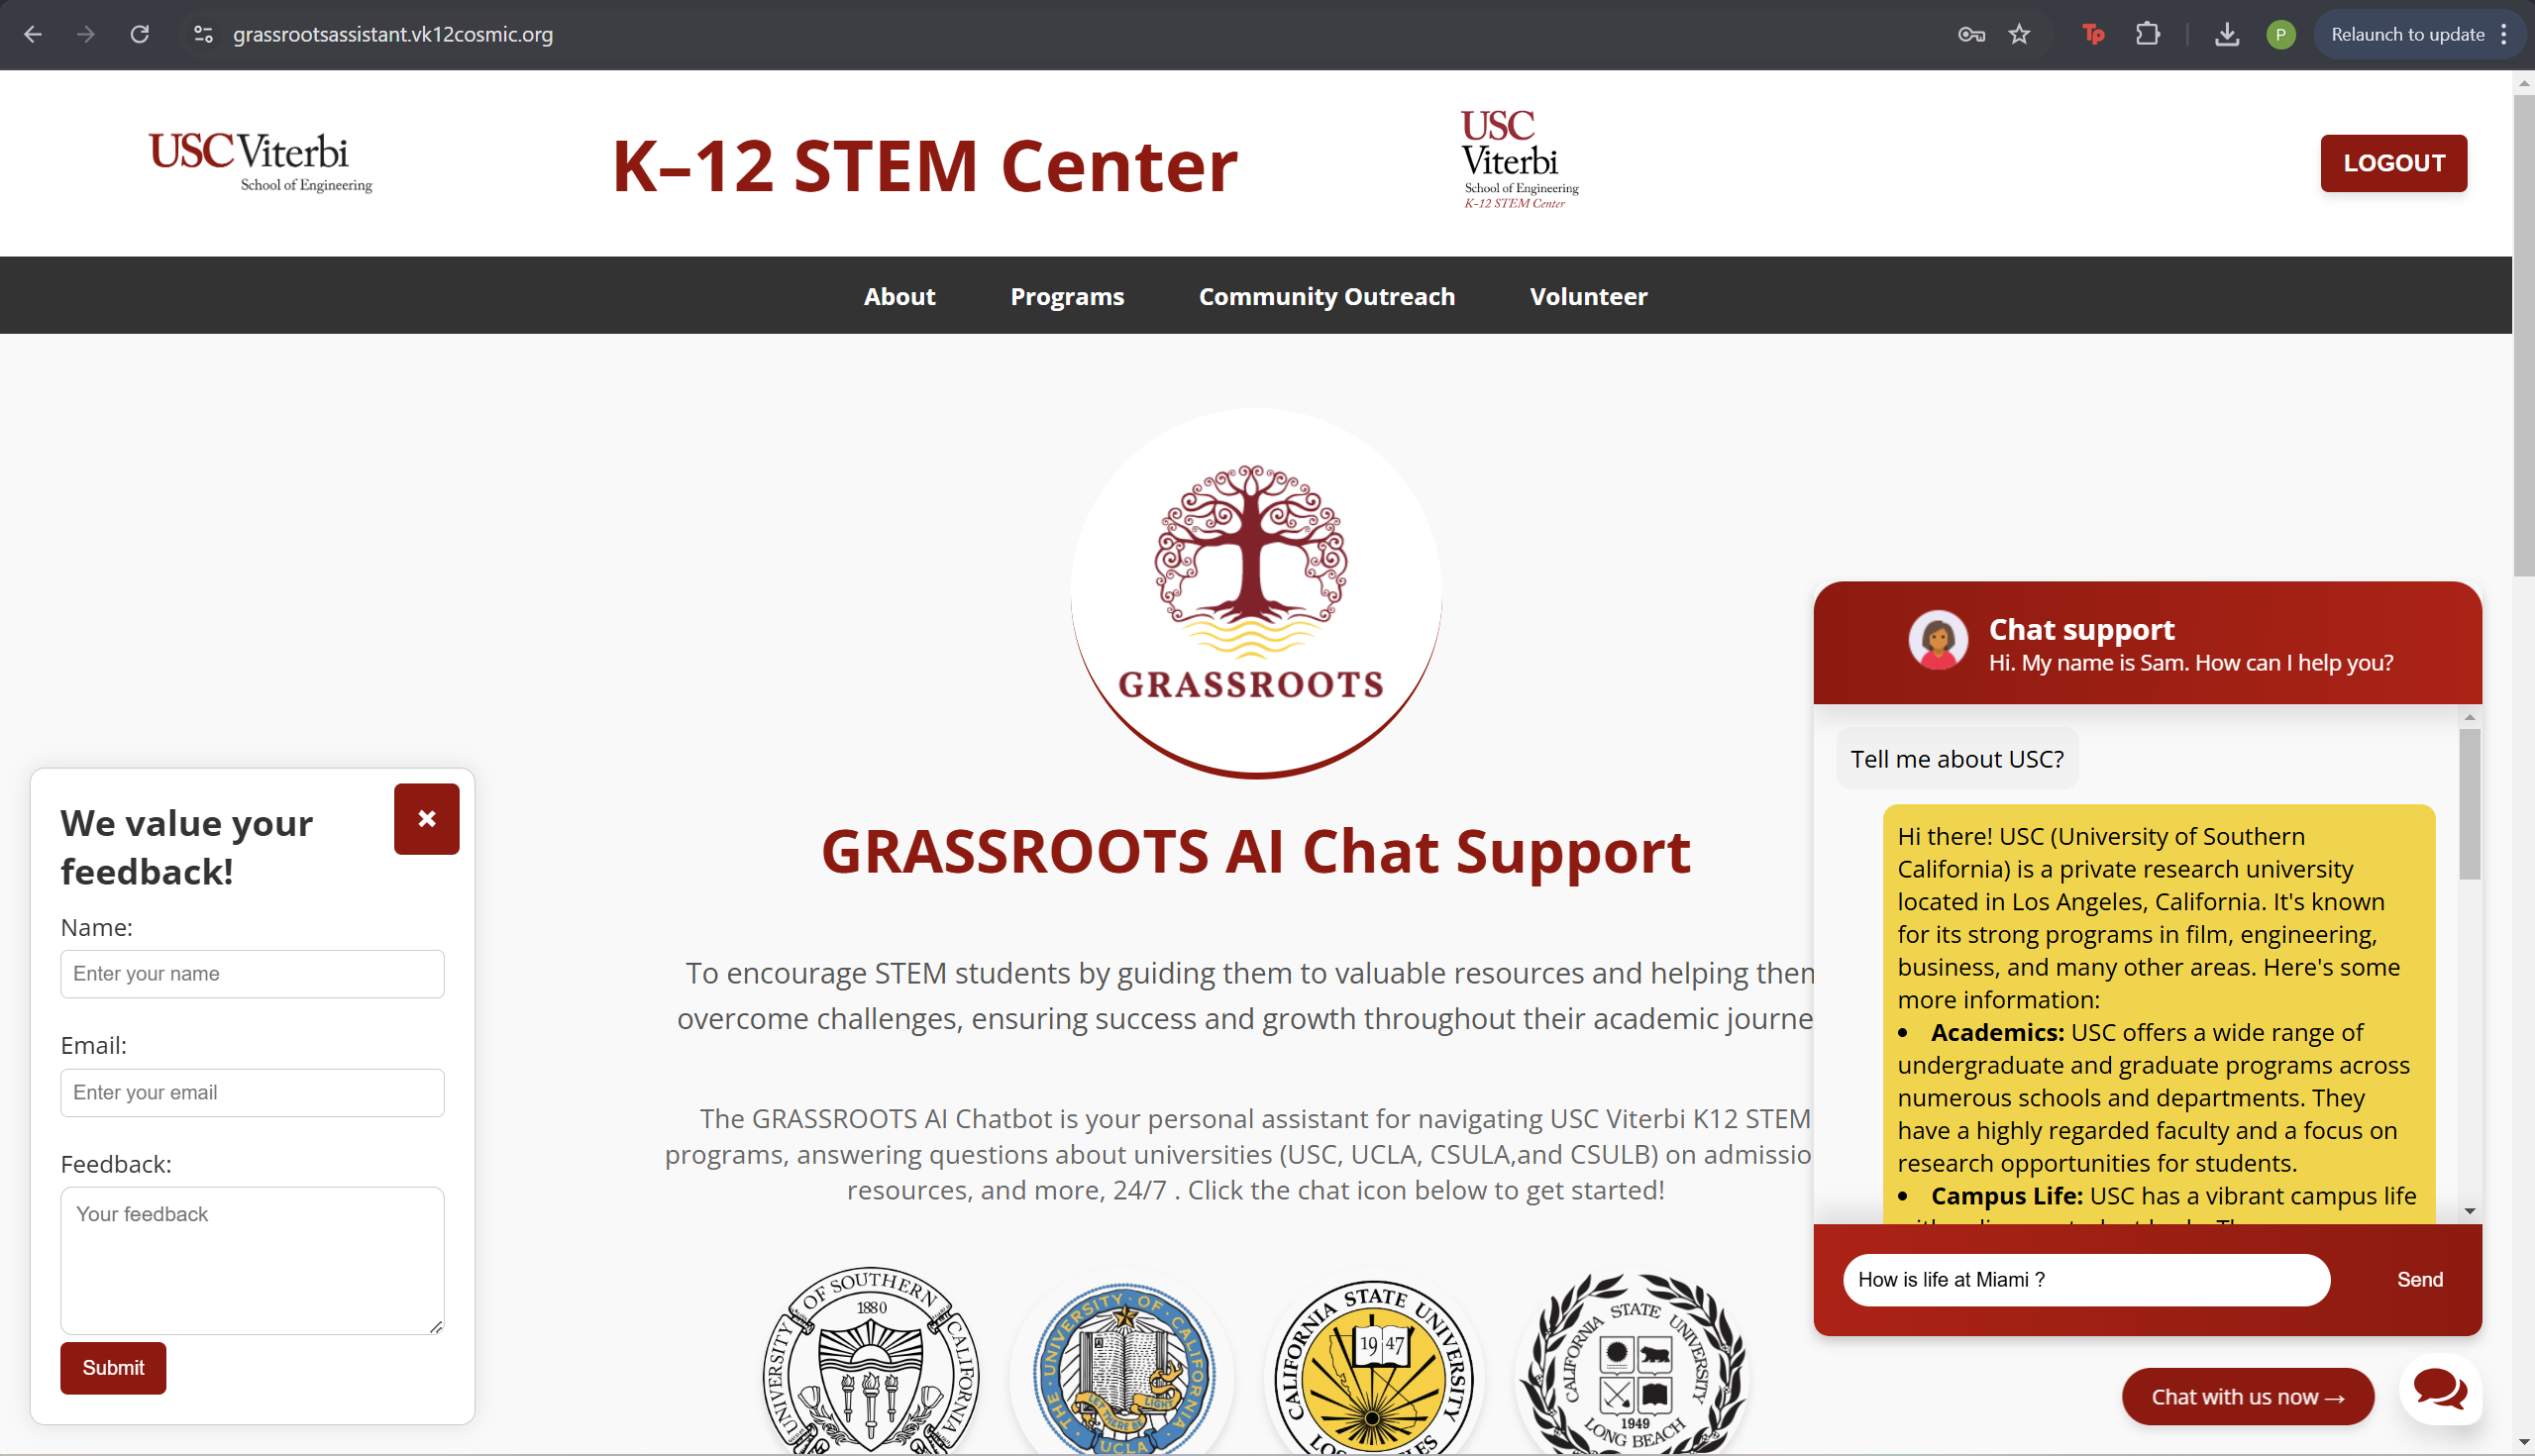 grassrootsassistant.vk12cosmic.org
Tp
P
Relaunch to update
USC Viterbi
School of Engineering
K–12 STEM Center
USC
Viterbi
School of Engineering
K-12 STEM Center
LOGOUT
About
Programs
Community Outreach
Volunteer
GRASSROOTS
GRASSROOTS AI Chat Support
To encourage STEM students by guiding them to valuable resources and helping them
overcome challenges, ensuring success and growth throughout their academic journe
The GRASSROOTS AI Chatbot is your personal assistant for navigating USC Viterbi K12 STEM
programs, answering questions about universities (USC, UCLA, CSULA,and CSULB) on admissio
resources, and more, 24/7 . Click the chat icon below to get started!
UNIVERSITY OF SOUTHERN CALIFORNIA
1880
THE UNIVERSITY OF CALIFORNIA
LET THERE BE LIGHT
UCLA
CALIFORNIA STATE UNIVERSITY
19 47
CALIFORNIA STATE UNIVERSITY
1949
LONG BEACH
We value your
feedback!
×
Name:
Enter your name
Email:
Enter your email
Feedback:
Your feedback
Submit
Chat support
Hi. My name is Sam. How can I help you?
Tell me about USC?
Hi there! USC (University of Southern
California) is a private research university
located in Los Angeles, California. It's known
for its strong programs in film, engineering,
business, and many other areas. Here's some
more information:
• Academics: USC offers a wide range of
undergraduate and graduate programs across
numerous schools and departments. They
have a highly regarded faculty and a focus on
research opportunities for students.
• Campus Life: USC has a vibrant campus life
How is life at Miami ?
Send
Chat with us now →